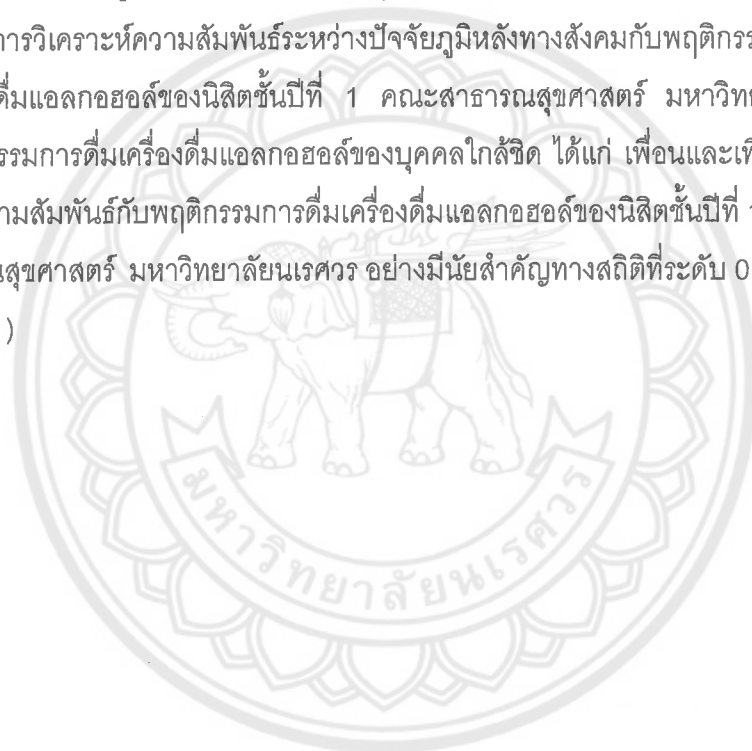 การวิเคราะห์ความสัมพันธ์ระหว่างปัจจัยภูมิหลังทางสังคมกับพฤติกรร
ดื่มแอลกอฮอล์ของนิสิตชั้นปีที่ 1 คณะสาธารณสุขศาสตร์ มหาวิทย
รรมการดื่มเครื่องดื่มแอลกอฮอล์ของบุคคลใกล้ชิด ได้แก่ เพื่อนและเพื
ามสัมพันธ์กับพฤติกรรมการดื่มเครื่องดื่มแอลกอฮอล์ของนิสิตชั้นปีที่
นสุขศาสตร์ มหาวิทยาลัยนเรศวร อย่างมีนัยสำคัญทางสถิติที่ระดับ 0
)
มหาวิทยาลัยนเรศวร